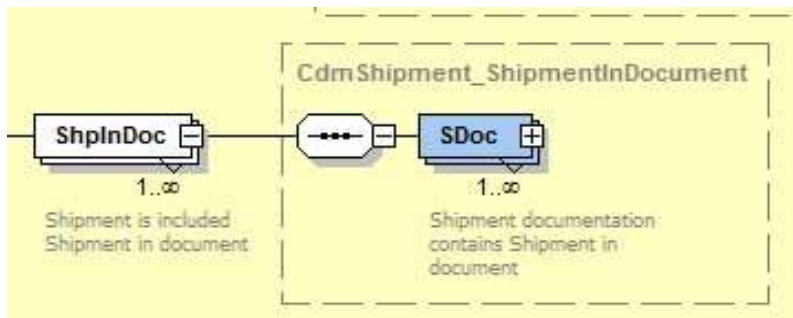 CdmShipment_ShipmentInDocument
ShpInDoc
SDoc
1..∞
1..∞
Shipment is included
Shipment in document
Shipment documentation
contains Shipment in
document